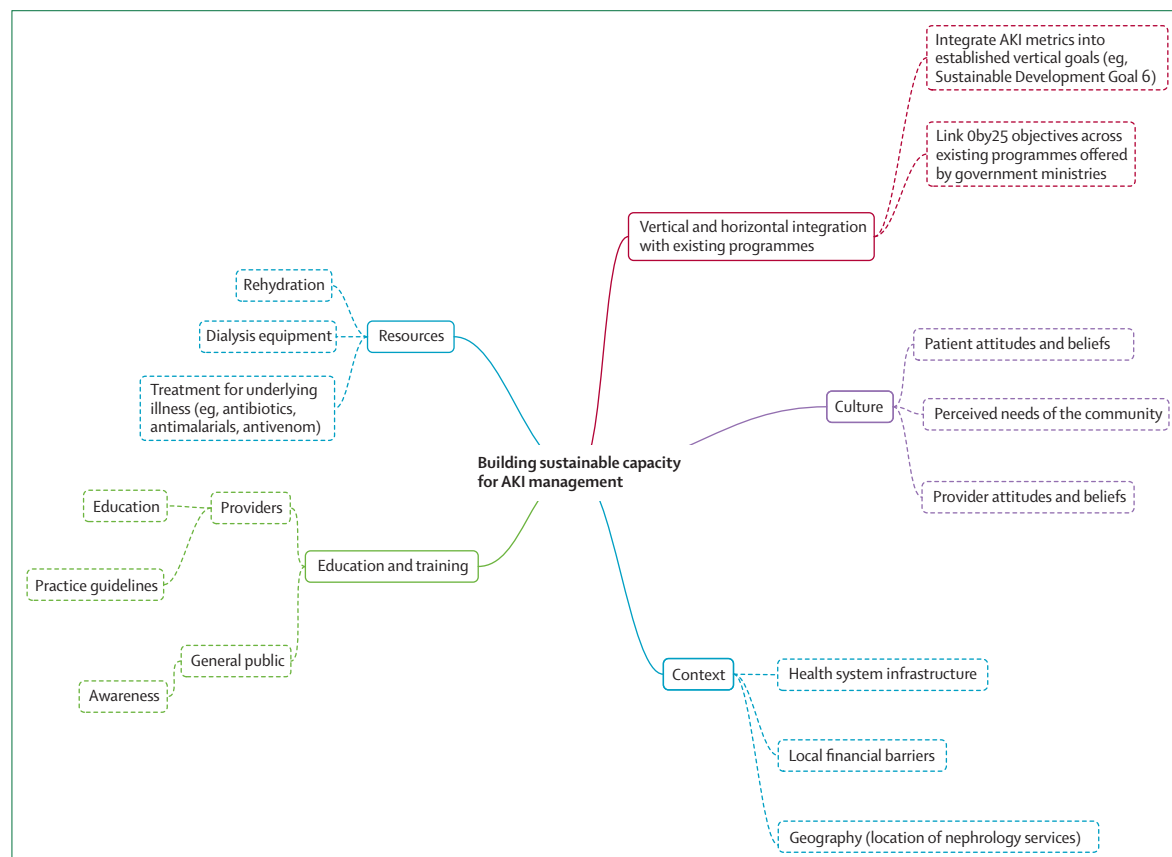 Integrate AKI metrics into
established vertical goals (eg,
Sustainable Development Goal 6)
Link 0by25 objectives across
existing programmes offered
by government ministries
Vertical and horizontal integration
with existing programmes
Rehydration
Dialysis equipment
Resources
Treatment for underlying
illness (eg, antibiotics,
antimalarials, antivenom)
Patient attitudes and beliefs
Culture
Perceived needs of the community
Provider attitudes and beliefs
Building sustainable capacity
for AKI management
Education
Providers
Practice guidelines
Education and training
General public
Awareness
Context
Health system infrastructure
Local financial barriers
Geography (location of nephrology services)